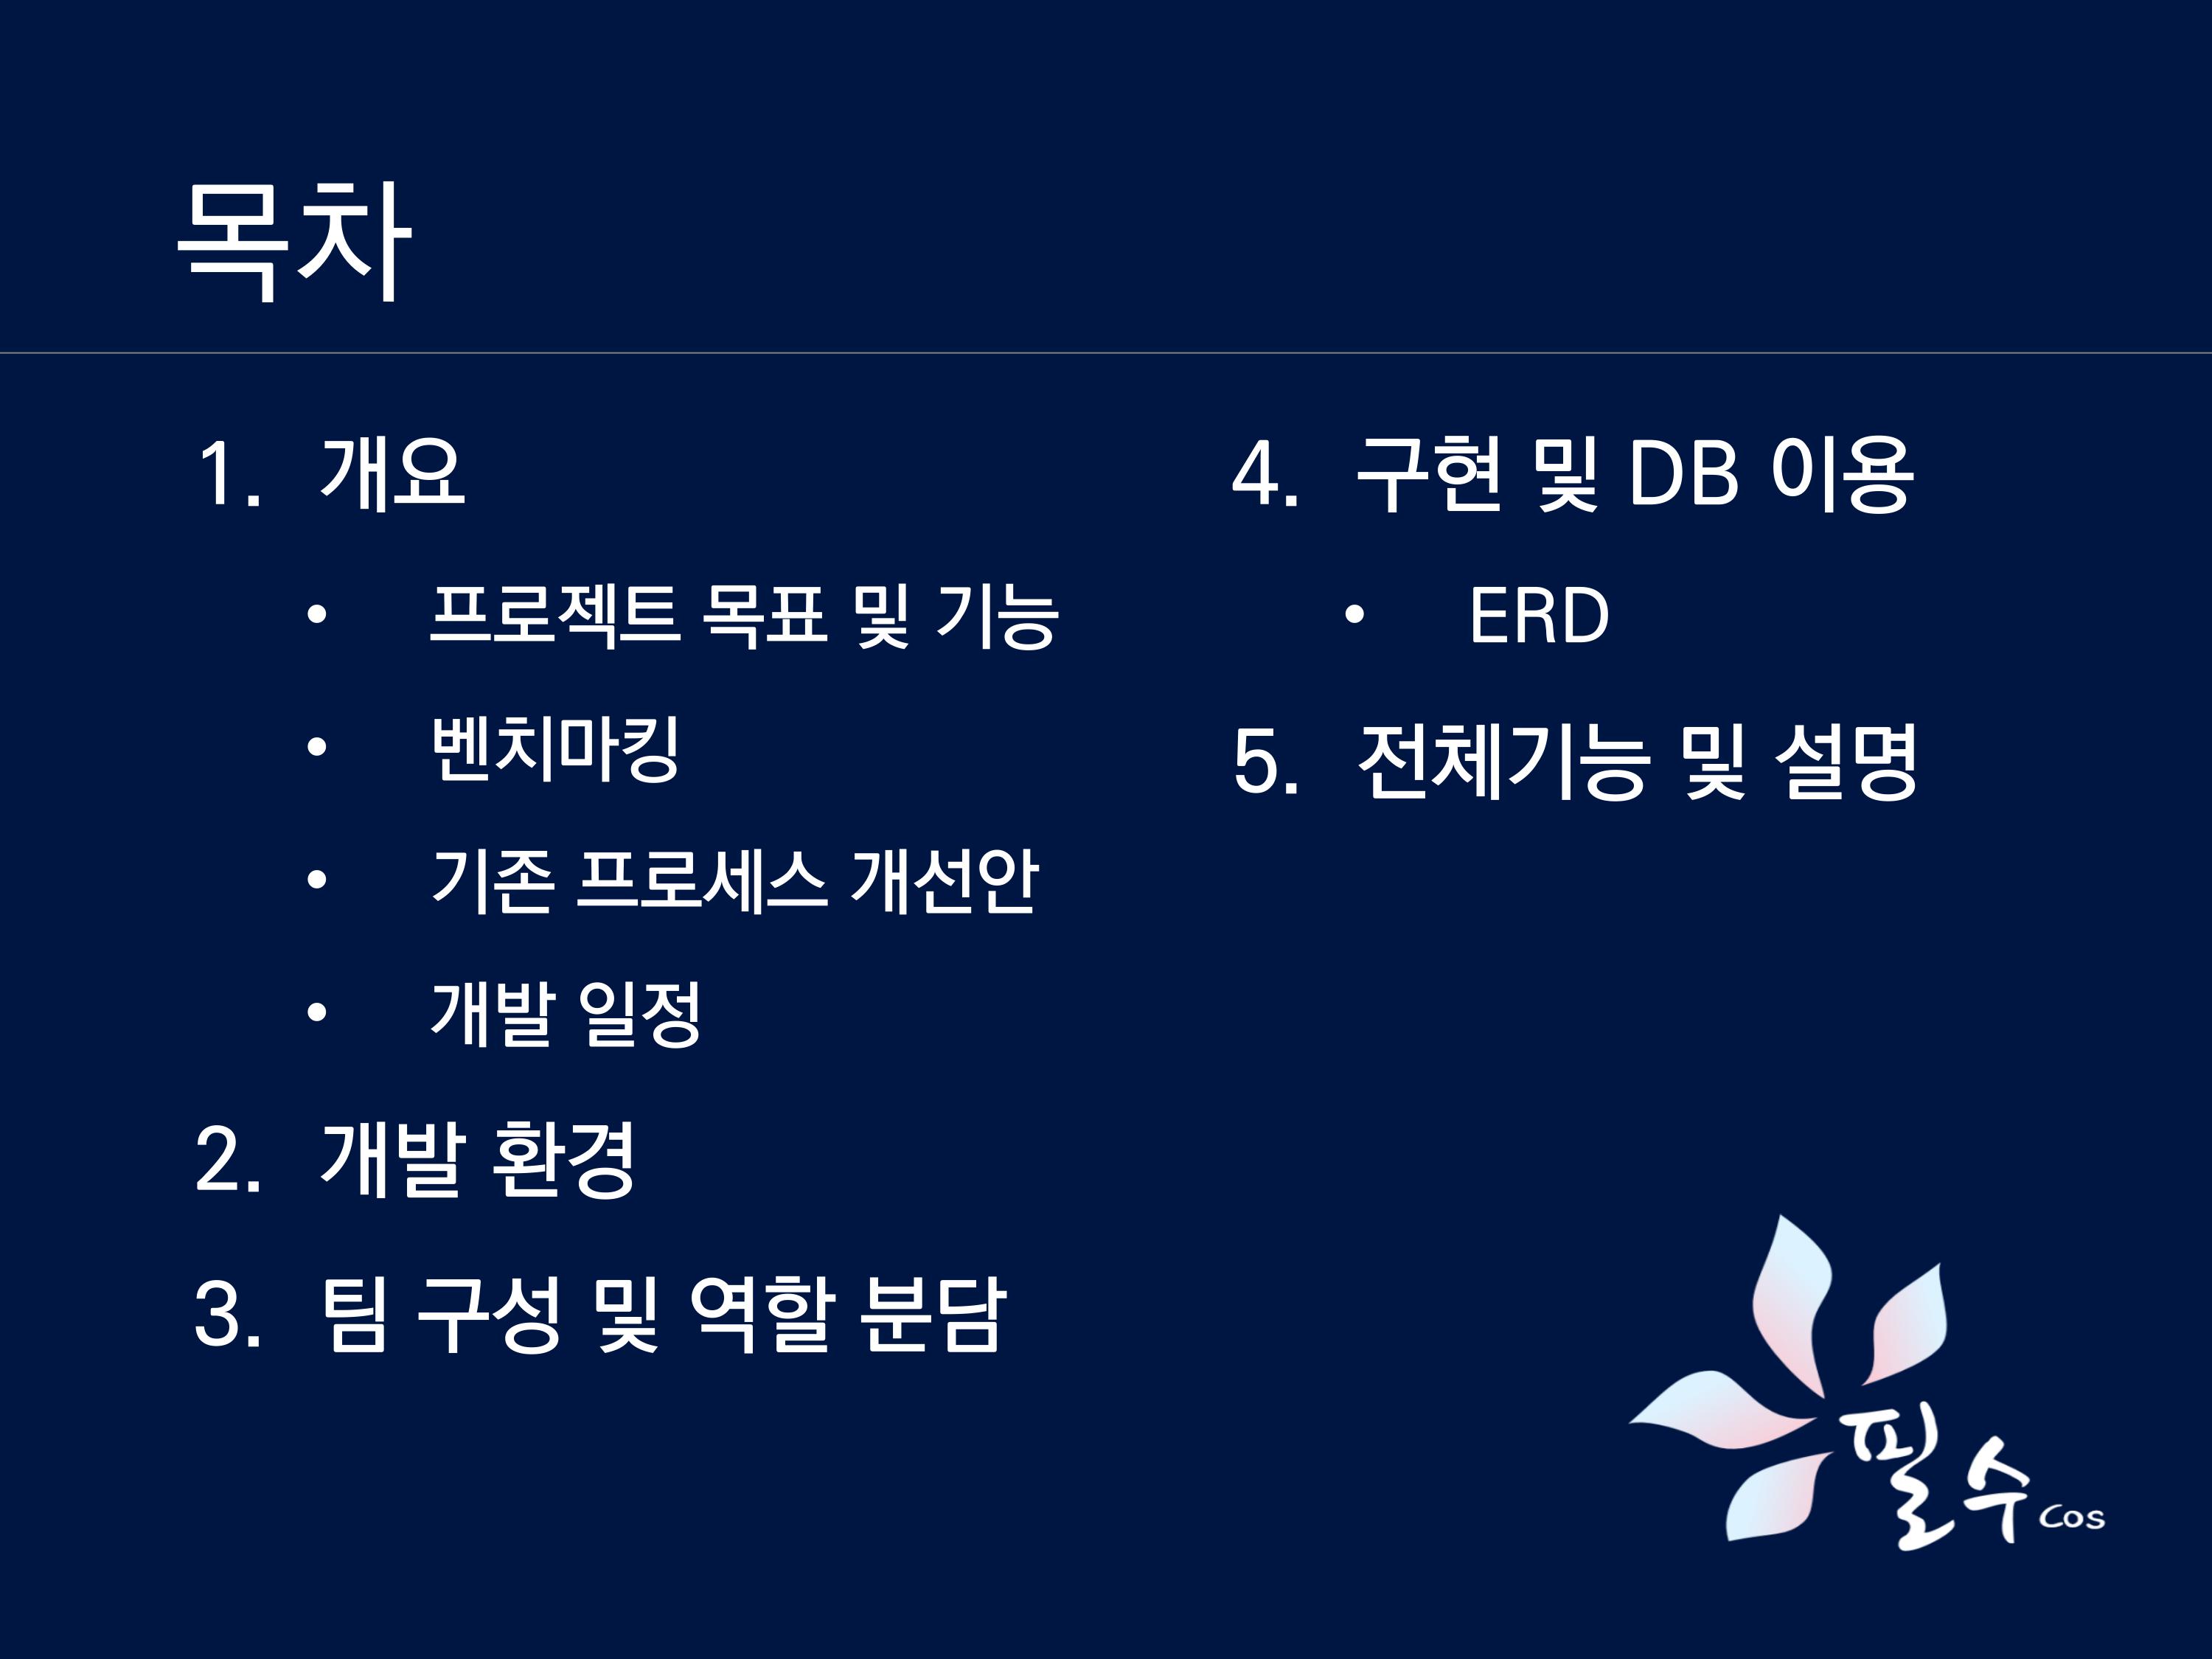 목차
1. 개요
• 프로젝트 목표 및 기능
• 벤치마킹
• 기존 프로세스 개선안
• 개발 일정
2. 개발 환경
3. 팀 구성 및 역할 분담
4. 구현 및 DB 이용
• ERD
5. 전체기능 및 설명
필수 cos